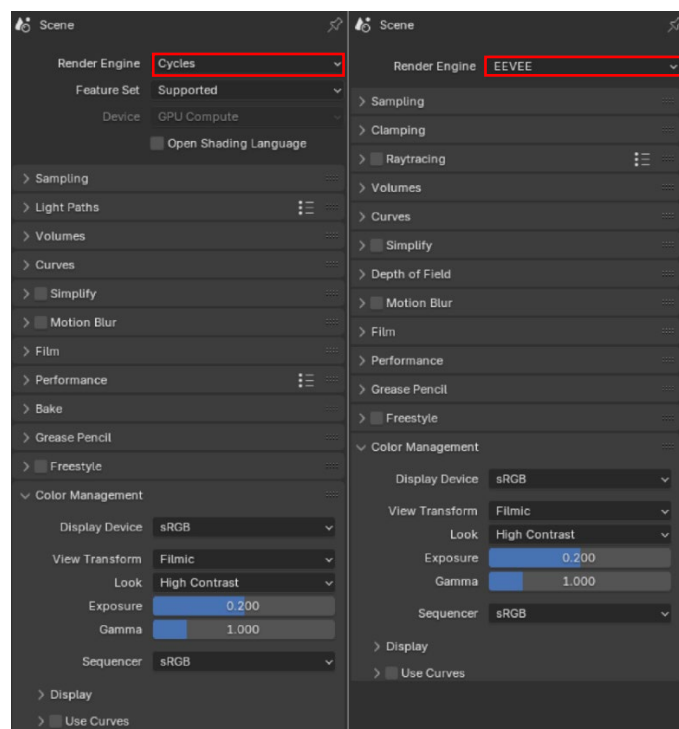 Scene
Render Engine Cycles
Feature Set Supported
Device GPU Compute
Open Shading Language
Sampling
Light Paths
Volumes
Curves
Simplify
Motion Blur
Film
Performance
Bake
Grease Pencil
Freestyle
Color Management
Display Device sRGB
View Transform Filmic
Look High Contrast
Exposure 0.200
Gamma 1.000
Sequencer sRGB
Display
Use Curves
Scene
Render Engine EEVEE
Sampling
Clamping
Raytracing
Volumes
Curves
Simplify
Depth of Field
Motion Blur
Film
Performance
Grease Pencil
Freestyle
Color Management
Display Device sRGB
View Transform Filmic
Look High Contrast
Exposure 0.200
Gamma 1.000
Sequencer sRGB
Display
Use Curves